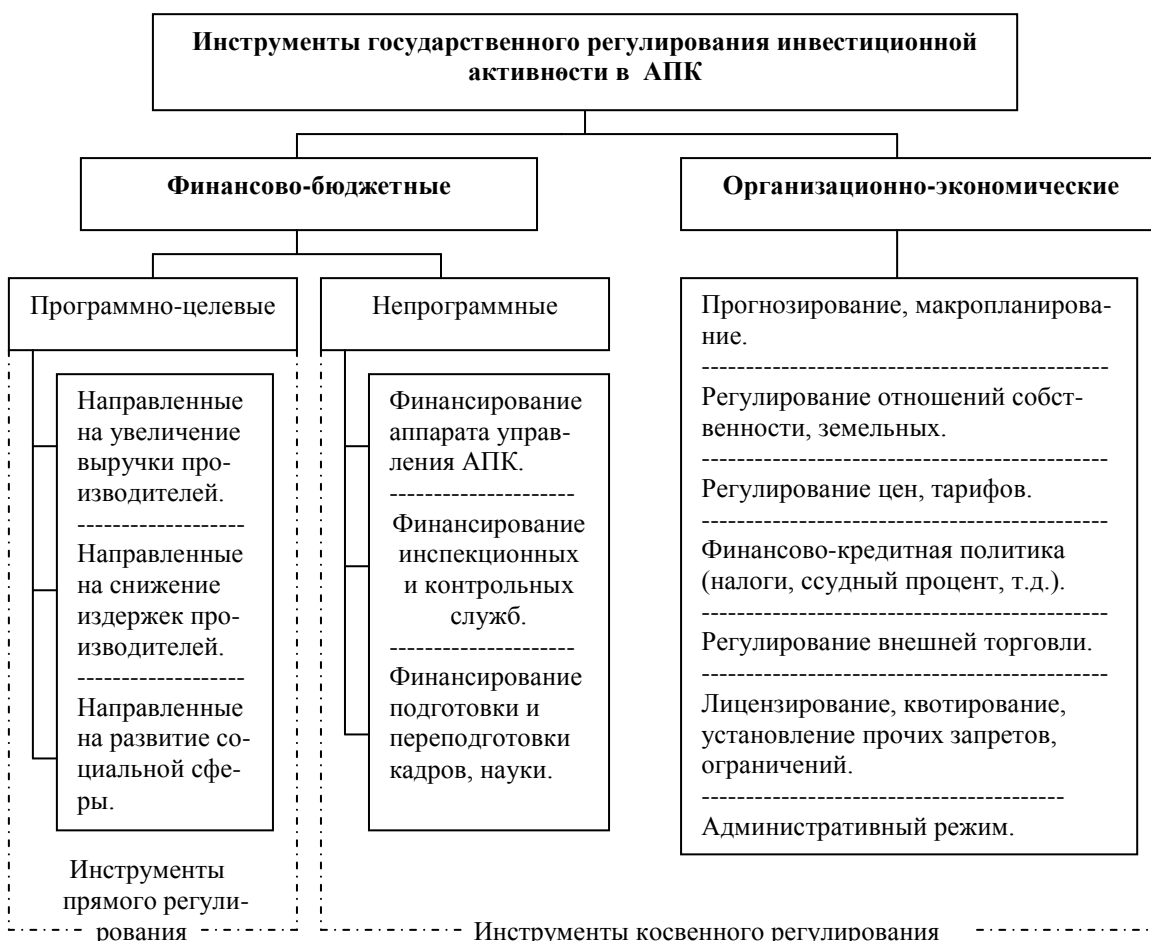 Инструменты государственного регулирования инвестиционной
активности в АПК
Финансово-бюджетные
Организационно-экономические
Программно-целевые
Непрограммные
Направленные
на увеличение
выручки про-
изводителей.
Направленные
на снижение
издержек про-
изводителей.
Направленные
на развитие со-
циальной сфе-
ры.
Финансирование
аппарата управ-
ления АПК.
Финансирование
инспекционных
и контрольных
служб.
Финансирование
подготовки и
переподготовки
кадров, науки.
Прогнозирование, макропланирова-
ние.
Регулирование отношений собст-
венности, земельных.
Регулирование цен, тарифов.
Финансово-кредитная политика
(налоги, ссудный процент, т.д.).
Регулирование внешней торговли.
Лицензирование, квотирование,
установление прочих запретов,
ограничений.
Административный режим.
Инструменты
прямого регули-
рования
Инструменты косвенного регулирования